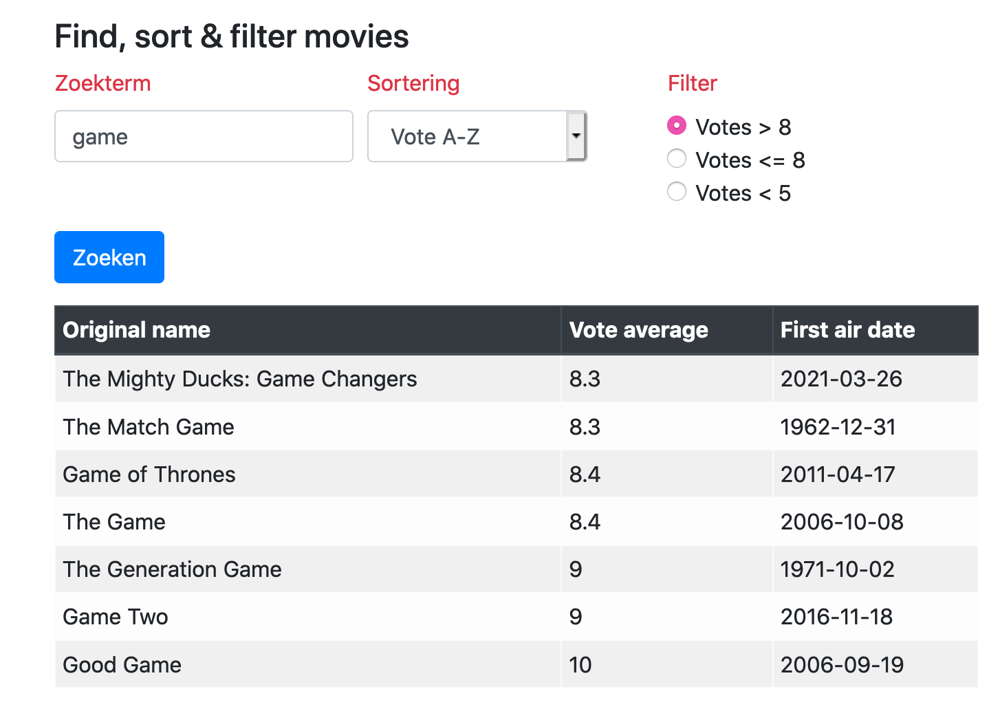 Find, sort & filter movies
Zoekterm Sortering Filter
game Vote A-Z Votes > 8
Votes <= 8
Votes < 5
Zoeken
Original name Vote average First air date
The Mighty Ducks: Game Changers 8.3 2021-03-26
The Match Game 8.3 1962-12-31
Game of Thrones 8.4 2011-04-17
The Game 8.4 2006-10-08
The Generation Game 9 1971-10-02
Game Two 9 2016-11-18
Good Game 10 2006-09-19